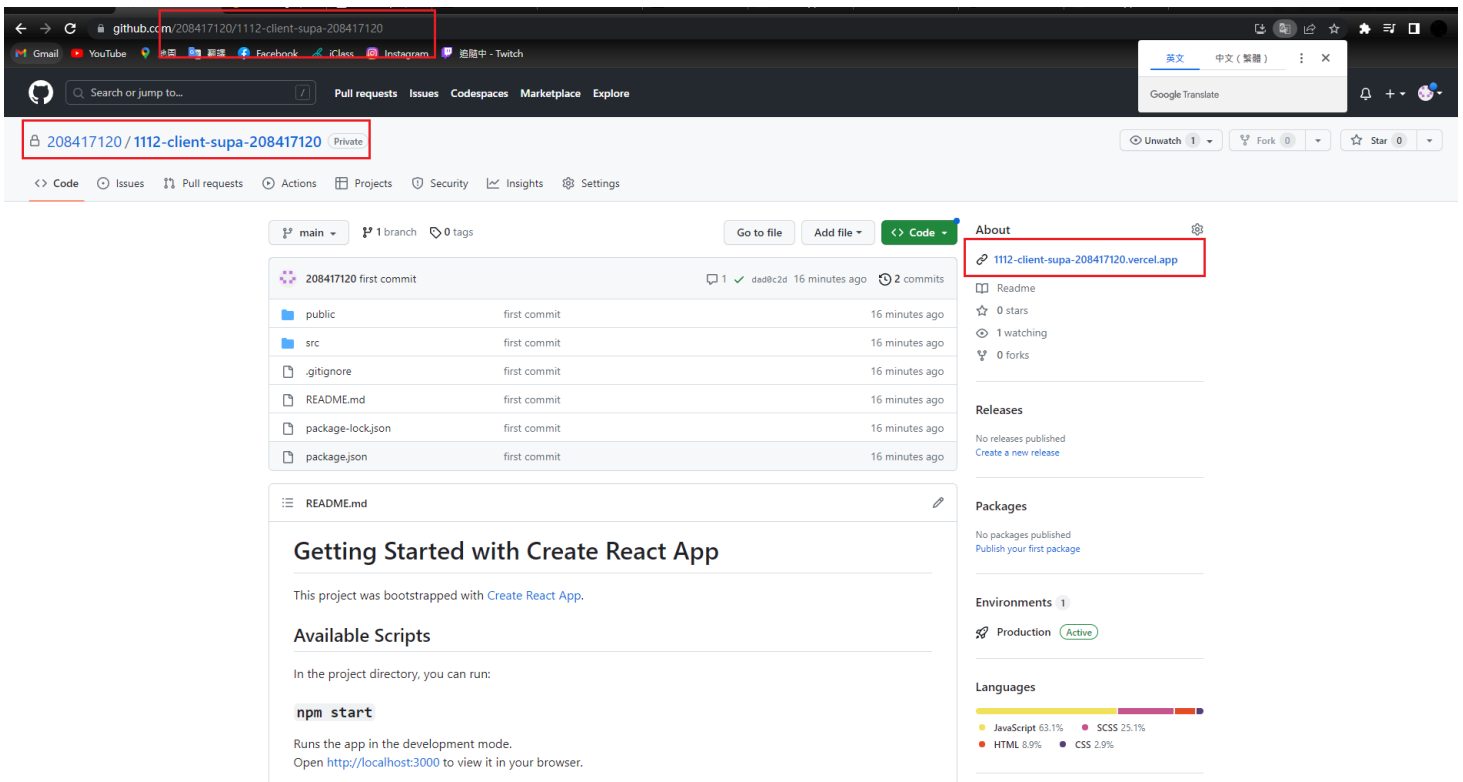 github.com/208417120/1112-client-supa-208417120
Gmail YouTube 地圖 翻譯 Facebook iClass Instagram 追隨中 - Twitch
英文 中文 ( 繁體 )
Google Translate
Search or jump to... / Pull requests Issues Codespaces Marketplace Explore
208417120 / 1112-client-supa-208417120 Private
Unwatch 1 Fork 0 Star 0
<> Code Issues Pull requests Actions Projects Security Insights Settings
main 1 branch 0 tags Go to file Add file <> Code
208417120 first commit 1 dad0c2d 16 minutes ago 2 commits
public first commit 16 minutes ago
src first commit 16 minutes ago
.gitignore first commit 16 minutes ago
README.md first commit 16 minutes ago
package-lock.json first commit 16 minutes ago
package.json first commit 16 minutes ago
README.md
Getting Started with Create React App
This project was bootstrapped with Create React App.
Available Scripts
In the project directory, you can run:
npm start
Runs the app in the development mode.
Open http://localhost:3000 to view it in your browser.
About
1112-client-supa-208417120.vercel.app
Readme
0 stars
1 watching
0 forks
Releases
No releases published
Create a new release
Packages
No packages published
Publish your first package
Environments 1
Production Active
Languages
JavaScript 63.1% SCSS 25.1%
HTML 8.9% CSS 2.9%